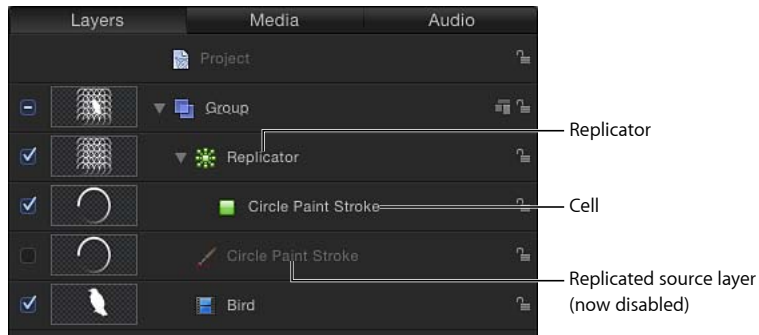 Layers Media Audio
Project
Group
Replicator
Replicator
Circle Paint Stroke
Cell
Circle Paint Stroke
Replicated source layer
(now disabled)
Bird